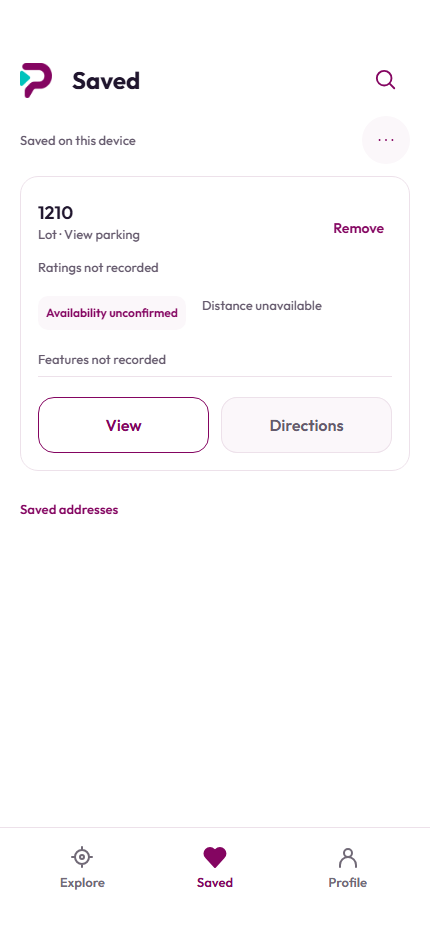 Saved
Saved on this device
...
1210
Lot · View parking
Remove
Ratings not recorded
Availability unconfirmed
Distance unavailable
Features not recorded
View
Directions
Saved addresses
Explore
Saved
Profile